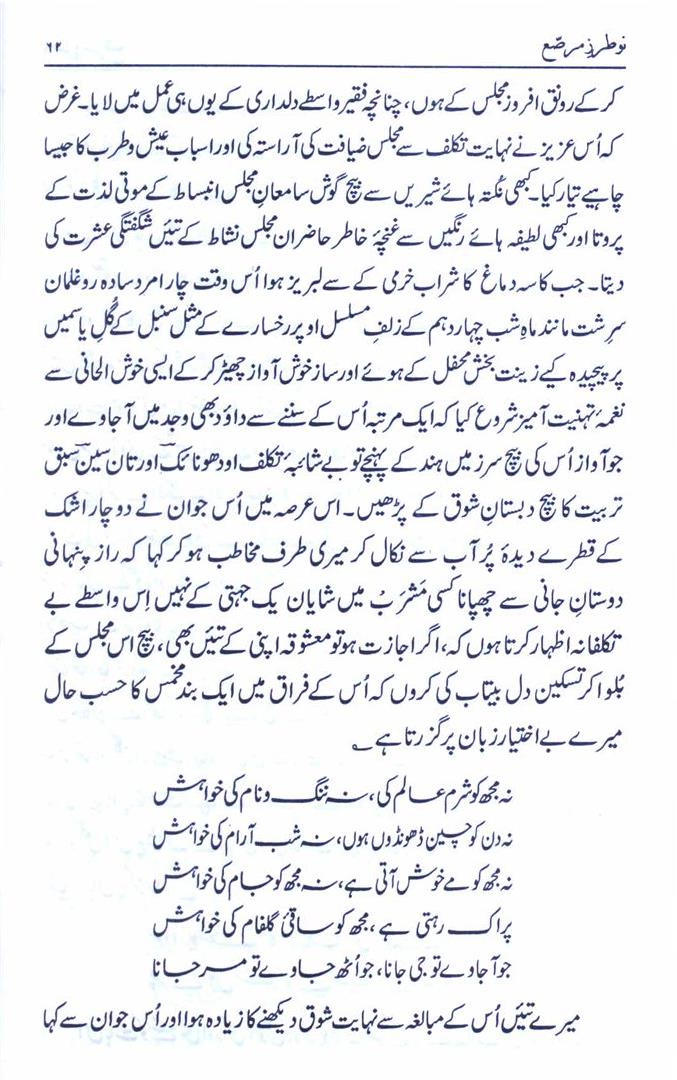 نو طرزِ مرصّع ۶۲
کر کے رونق افروز مجلس کے ہوں، چنانچہ فقیر واسطے دلداری کے یوں ہی عمل میں لایا۔ غرض
کہ اُس عزیز نے نہایت تکلف سے مجلس ضیافت کی آراستہ کی اور اسباب عیش و طرب کا جیسا
چاہیے تیار کیا۔ کبھی نُکتہ ہائے شیریں سے بیچ گوش سامعانِ مجلس انبساط کے موتی لذت کے
پروتا اور کبھی لطیفہ ہائے رنگیں سے غنچۂ خاطر حاضران مجلس نشاط کے تئیں شگفتگی عشرت کی
دیتا۔ جب کاسہ دماغ کا شراب خرمی کے سے لبریز ہوا اُس وقت چار امرد سادہ رو غلمان
سرِشت مانند ماہِ شب چہاردہم کے زلفِ مسلسل اوپر رخسارے کے مثل سنبل کے گُلِ یاسمیں
پر پیچیدہ کیے زینت بخش محفل کے ہوئے اور ساز خوش آواز چھیڑ کر کے ایسی خوش الحانی سے
نغمۂ تہنیت آمیز شروع کیا کہ ایک مرتبہ اُس کے سننے سے داؤد بھی وجد میں آ جاوے اور
جو آواز اُس کی بیچ سرزمیں ہند کے پہنچے تو بے شائبۂ تکلف اودھو نائک اور تان سین سبق
تربیت کا بیچ دبستانِ شوق کے پڑھیں۔ اس عرصہ میں اُس جوان نے دو چار اشک
کے قطرے دیدۂ پُر آب سے نکال کر میری طرف مخاطب ہو کر کہا کہ رازِ پنہانی
دوستانِ جانی سے چھپانا کسی مَشرَب میں شایان یک جہتی کے نہیں اِس واسطے بے
تکلفانہ اظہار کرتا ہوں کہ، اگر اجازت ہو تو معشوقہ اپنی کے تئیں بھی، بیچ اس مجلس کے
بُلوا کر تسکین دل بیتاب کی کروں کہ اُس کے فراق میں ایک بند مخمس کا حسب حال
میرے بے اختیار زبان پر گزرتا ہے ؎
نہ مجھ کو شرم عالم کی، نہ ننگ و نام کی خواہش
نہ دن کو چین ڈھونڈوں ہوں، نہ شب آرام کی خواہش
نہ مجھ کو مے خوش آتی ہے، نہ مجھ کو جام کی خواہش
پر اک رہتی ہے، مجھ کو ساقیٔ گلفام کی خواہش
جو آ جاوے تو جی جانا، جو اُٹھ جاوے تو مر جانا
میرے تئیں اُس کے مبالغہ سے نہایت شوق دیکھنے کا زیادہ ہوا اور اُس جوان سے کہا